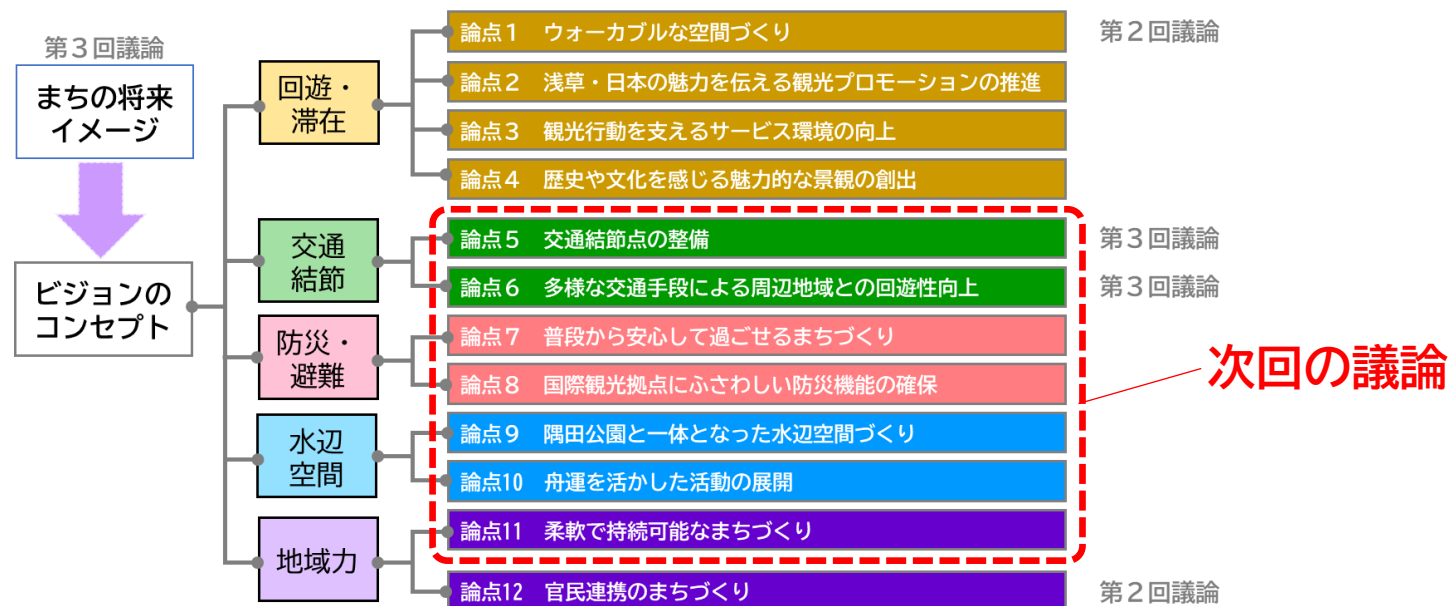 第３回議論
まちの将来
イメージ
ビジョンの
コンセプト
回遊・
滞在
論点１　ウォーカブルな空間づくり
第２回議論
論点２　浅草・日本の魅力を伝える観光プロモーションの推進
論点３　観光行動を支えるサービス環境の向上
論点４　歴史や文化を感じる魅力的な景観の創出
交通
結節
論点５　交通結節点の整備
第３回議論
論点６　多様な交通手段による周辺地域との回遊性向上
第３回議論
防災・
避難
論点７　普段から安心して過ごせるまちづくり
論点８　国際観光拠点にふさわしい防災機能の確保
次回の議論
水辺
空間
論点９　隅田公園と一体となった水辺空間づくり
論点10　舟運を活かした活動の展開
地域力
論点11　柔軟で持続可能なまちづくり
論点12　官民連携のまちづくり
第２回議論